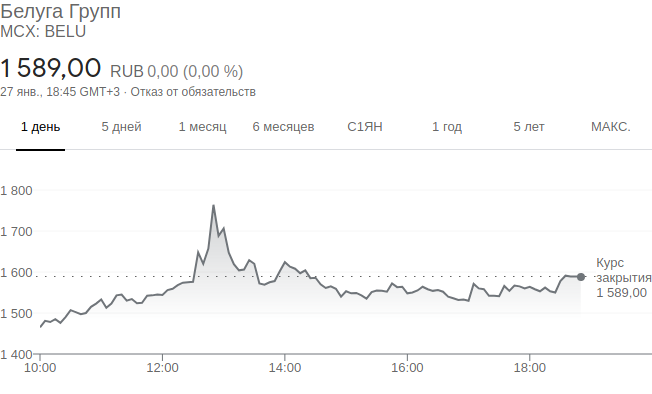 Белуга Групп
MCX: BELU
1 589,00 RUB 0,00 (0,00 %)
27 янв., 18:45 GMT+3 · Отказ от обязательств
1 день 5 дней 1 месяц 6 месяцев С1ЯН 1 год 5 лет МАКС.
1 800
1 700
1 600
1 500
1 400
Курс
закрытия
1 589,00
10:00 12:00 14:00 16:00 18:00